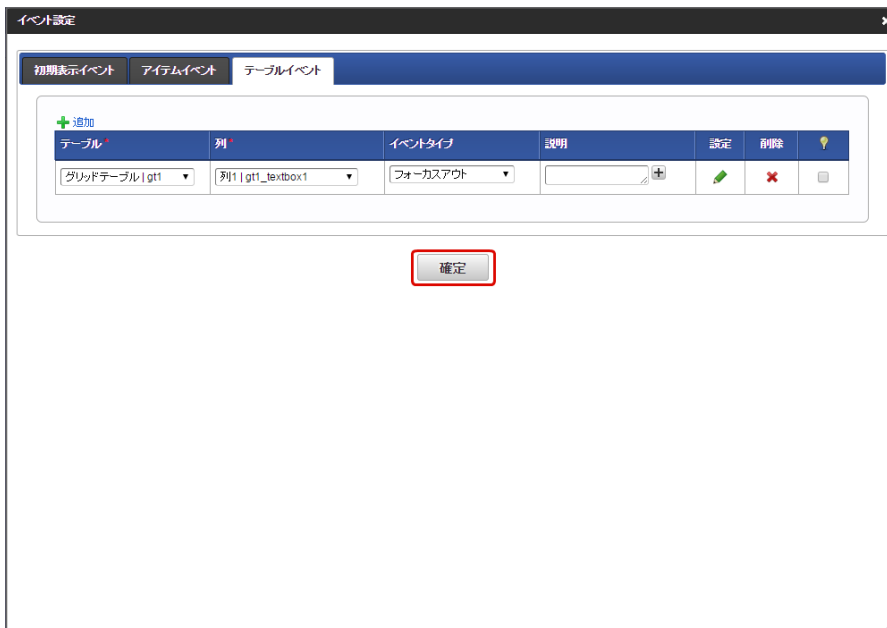 イベント設定
初期表示イベント アイテムイベント テーブルイベント
追加
テーブル* 列* イベントタイプ 説明 設定 削除
グリッドテーブル | gt1 列1 | gt1_textbox1 フォーカスアウト
確定